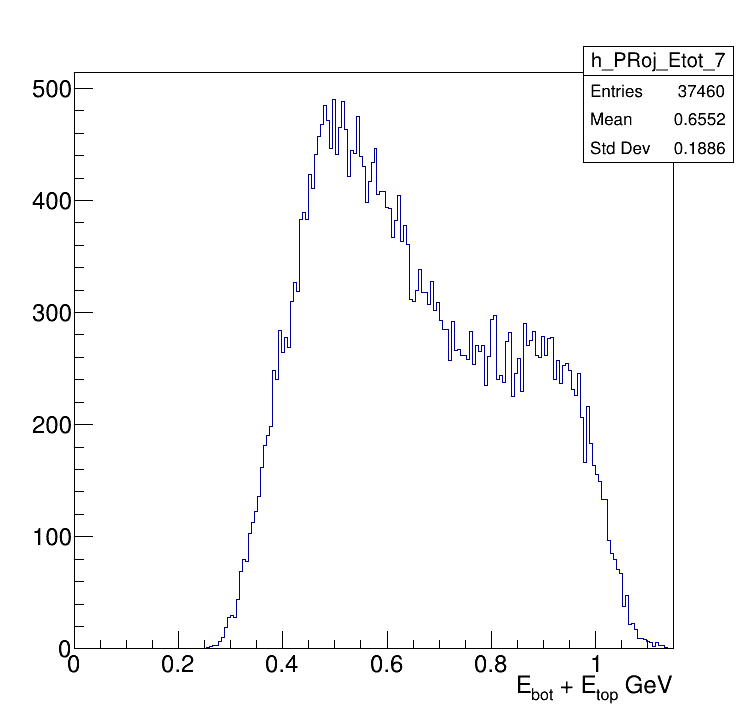 h_PRoj_Etot_7
Entries 37460
Mean 0.6552
Std Dev 0.1886
500
400
300
200
100
0
0 0.2 0.4 0.6 0.8 1
E_bot + E_top GeV